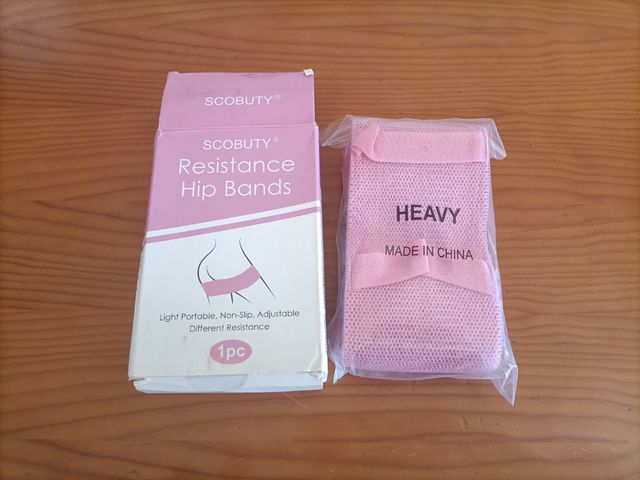 SCOBUTY®
SCOBUTY®
Resistance
Hip Bands
Light Portable, Non-Slip, Adjustable
Different Resistance
1pc
HEAVY
MADE IN CHINA